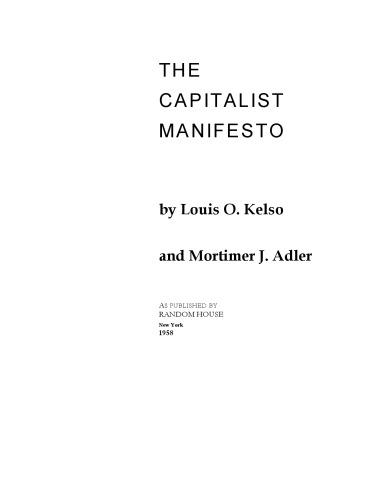 THE
CAPITALIST
MANIFESTO
by Louis O. Kelso
and Mortimer J. Adler
AS PUBLISHED BY
RANDOM HOUSE
New York
1958